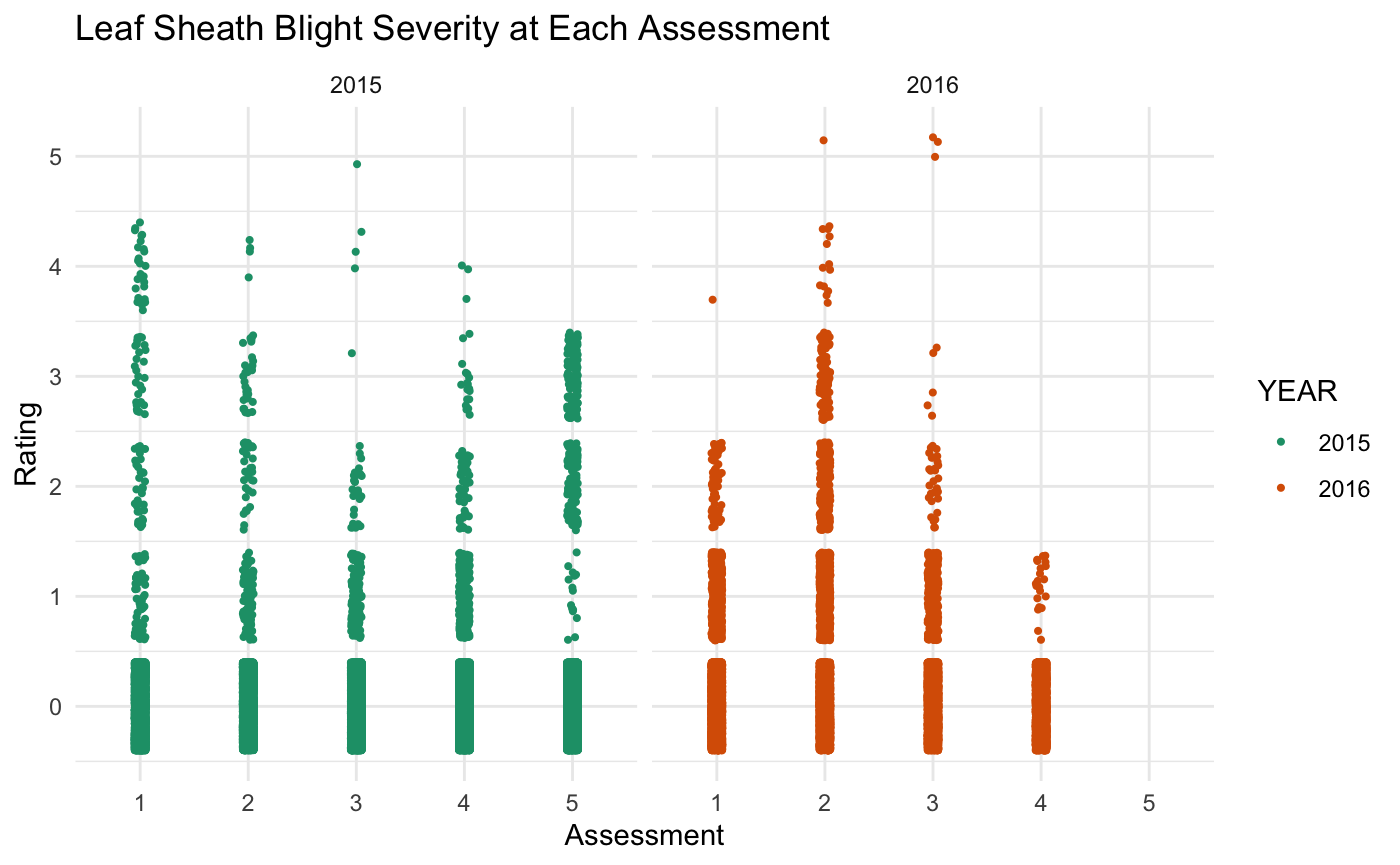 Leaf Sheath Blight Severity at Each Assessment
2015 2016
5
4
3
2
1
0
Rating
1 2 3 4 5 1 2 3 4 5
Assessment
YEAR
2015
2016